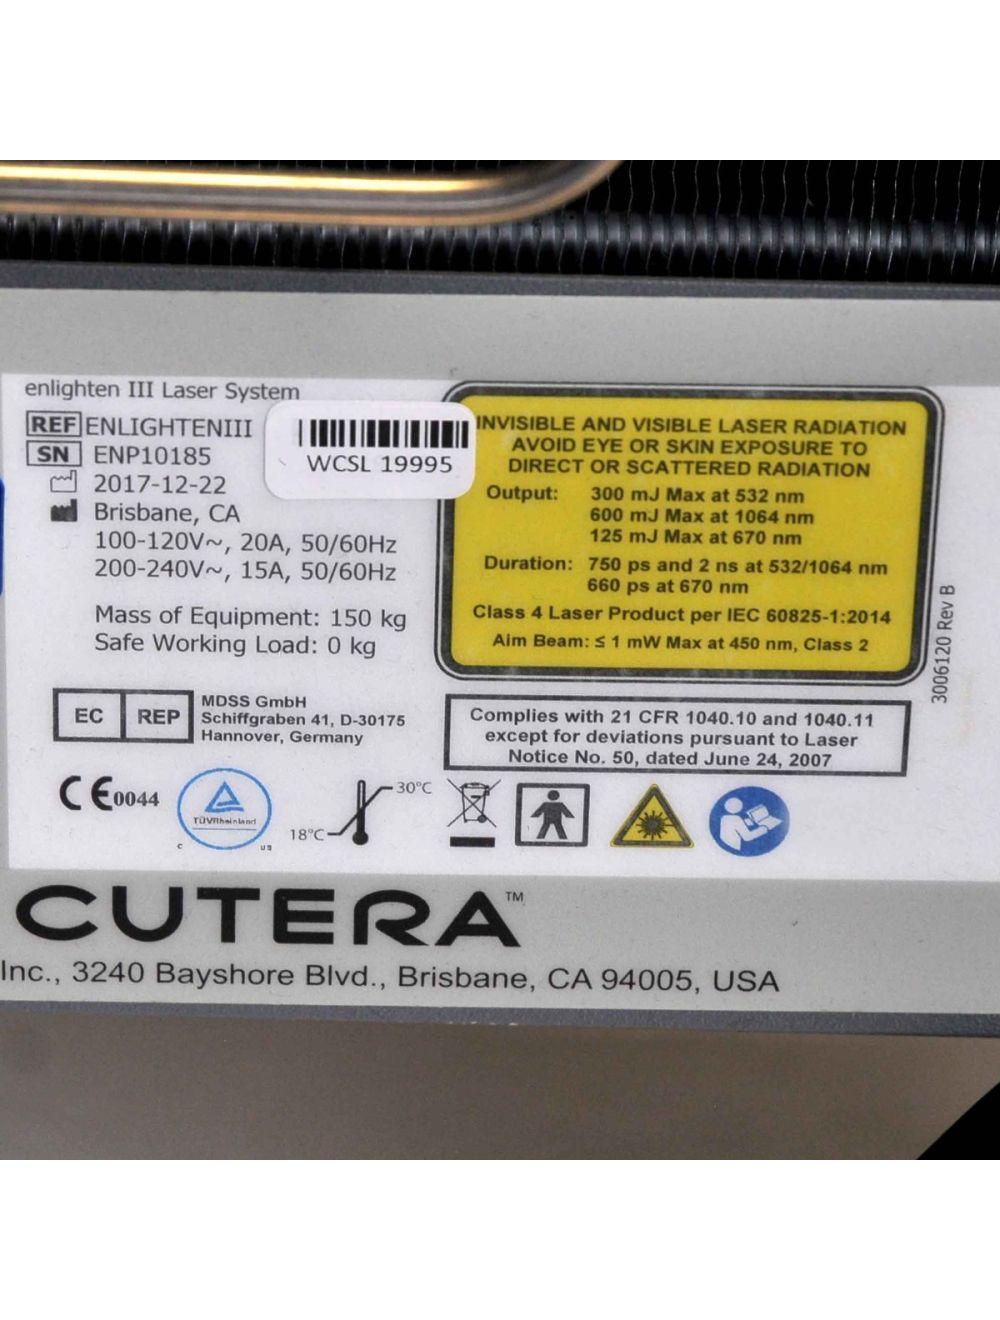 enlighten III Laser System
REF ENLIGHTENIII
SN ENP10185
2017-12-22
Brisbane, CA
100-120V~, 20A, 50/60Hz
200-240V~, 15A, 50/60Hz
Mass of Equipment: 150 kg
Safe Working Load: 0 kg
WCSL 19995
INVISIBLE AND VISIBLE LASER RADIATION
AVOID EYE OR SKIN EXPOSURE TO
DIRECT OR SCATTERED RADIATION
Output: 300 mJ Max at 532 nm
600 mJ Max at 1064 nm
125 mJ Max at 670 nm
Duration: 750 ps and 2 ns at 532/1064 nm
660 ps at 670 nm
Class 4 Laser Product per IEC 60825-1:2014
Aim Beam: ≤ 1 mW Max at 450 nm, Class 2
3006120 Rev B
EC REP
MDSS GmbH
Schiffgraben 41, D-30175
Hannover, Germany
Complies with 21 CFR 1040.10 and 1040.11
except for deviations pursuant to Laser
Notice No. 50, dated June 24, 2007
CE 0044
TÜVRheinland
c us
18°C 30°C
CUTERA™
Inc., 3240 Bayshore Blvd., Brisbane, CA 94005, USA